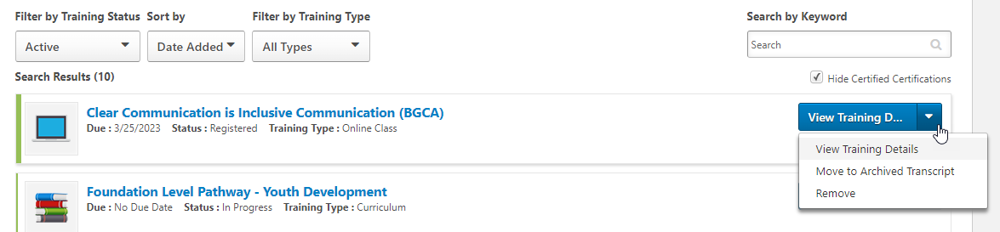 Filter by Training Status Sort by Filter by Training Type Search by Keyword
Active Date Added All Types Search
Search Results (10) Hide Certified Certifications
Clear Communication is Inclusive Communication (BGCA) View Training D...
Due : 3/25/2023 Status : Registered Training Type : Online Class
View Training Details
Move to Archived Transcript
Foundation Level Pathway - Youth Development Remove
Due : No Due Date Status : In Progress Training Type : Curriculum